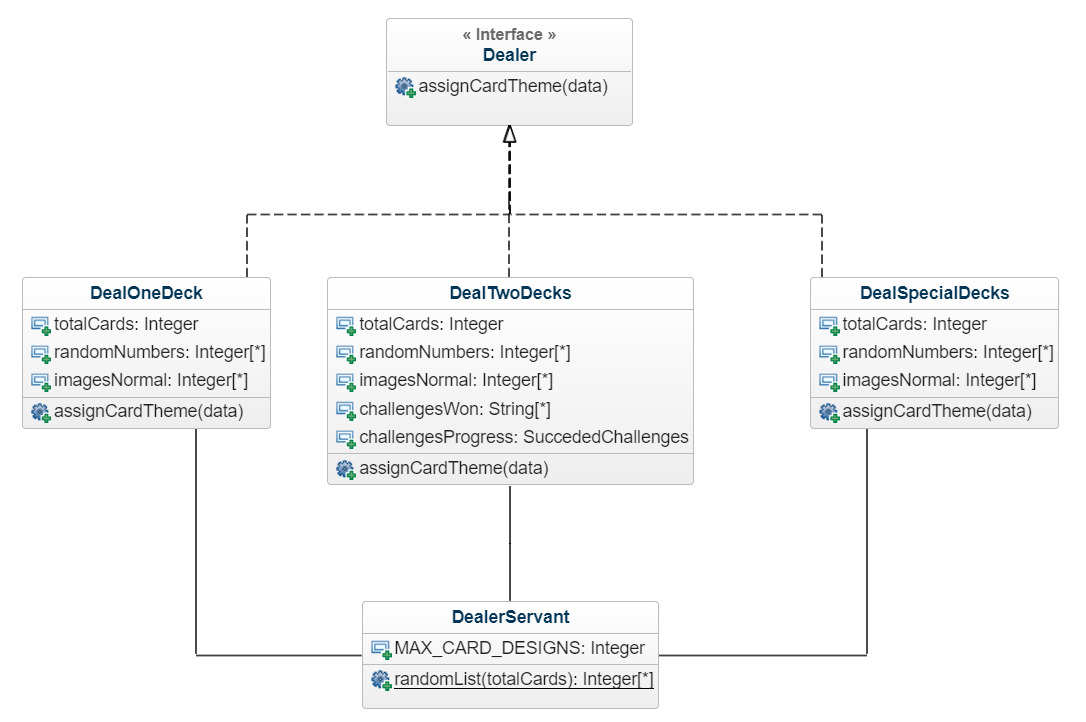 « Interface »
Dealer
assignCardTheme(data)
DealOneDeck
totalCards: Integer
randomNumbers: Integer[*]
imagesNormal: Integer[*]
assignCardTheme(data)
DealTwoDecks
totalCards: Integer
randomNumbers: Integer[*]
imagesNormal: Integer[*]
challengesWon: String[*]
challengesProgress: SuccededChallenges
assignCardTheme(data)
DealSpecialDecks
totalCards: Integer
randomNumbers: Integer[*]
imagesNormal: Integer[*]
assignCardTheme(data)
DealerServant
MAX_CARD_DESIGNS: Integer
randomList(totalCards): Integer[*]